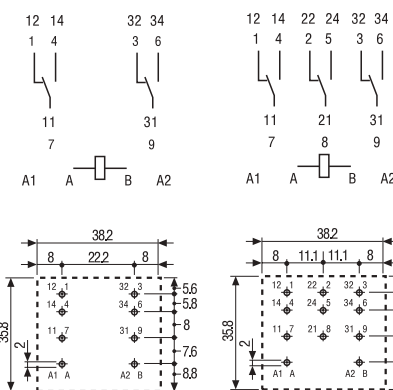 12 14 32 34 12 14 22 24 32 34
1 4 3 6 1 4 2 5 3 6
11 31 11 21 31
7 9 7 8 9
A1 A B A2 A1 A B A2
38.2 38.2
8 22.2 8 8 11.1 11.1 8
12 1 32 3 5.6 12 1 22 2 32 3
14 4 34 6 5.8 14 4 24 5 34 6
8
35.8 11 7 31 9 35.8 11 7 21 8 31 9
2 7.6 2
A1 A A2 B 8.8 A1 A A2 B